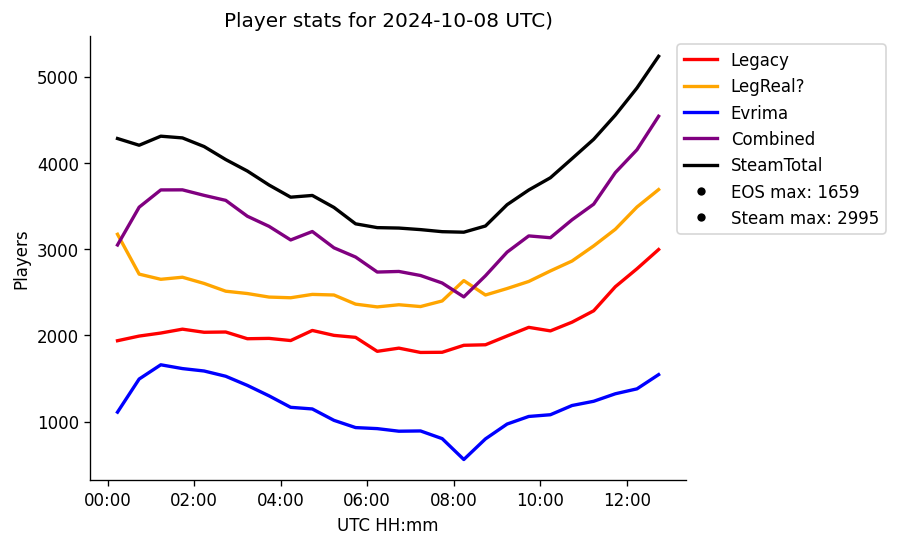 Player stats for 2024-10-08 UTC)
Players
5000
4000
3000
2000
1000
00:00 02:00 04:00 06:00 08:00 10:00 12:00
UTC HH:mm
Legacy
LegReal?
Evrima
Combined
SteamTotal
EOS max: 1659
Steam max: 2995